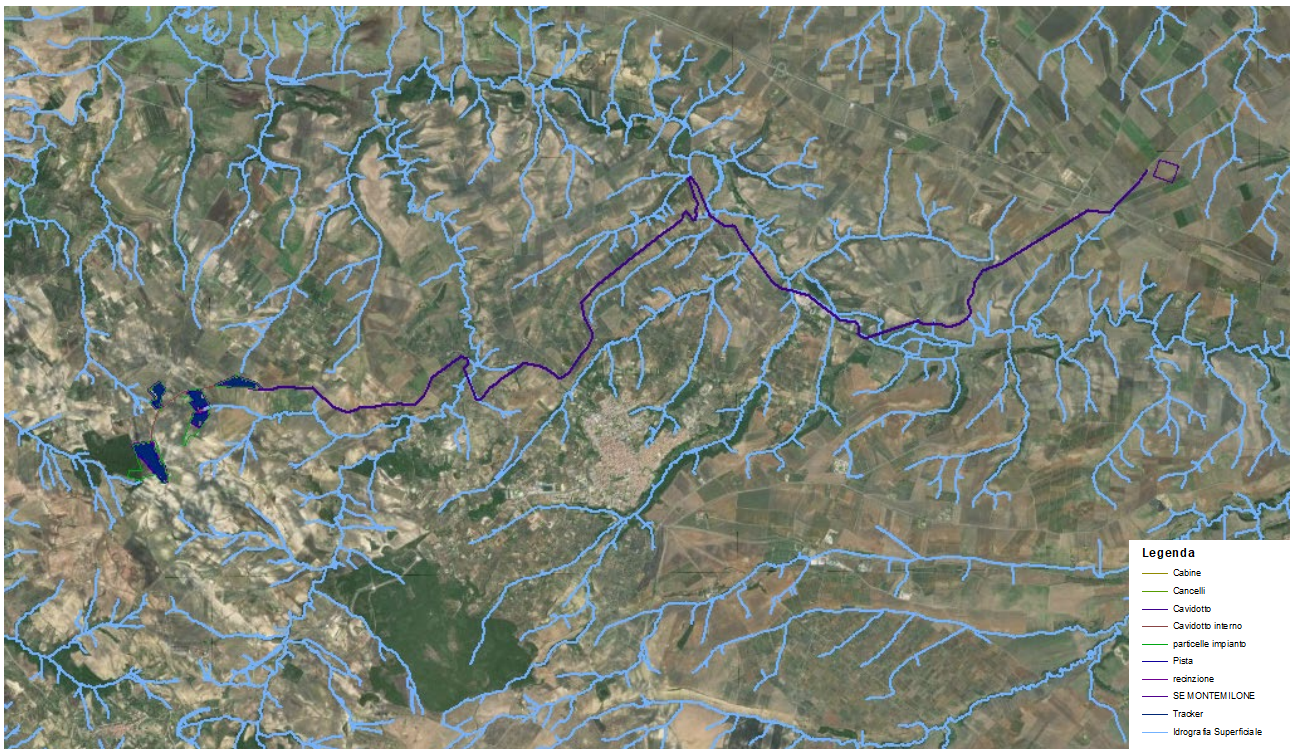 Legenda
Cabine
Cancelli
Cavidotto
Cavidotto interno
particelle impianto
Pista
recinzione
SE MONTEMILONE
Tracker
Idrografia Superficiale